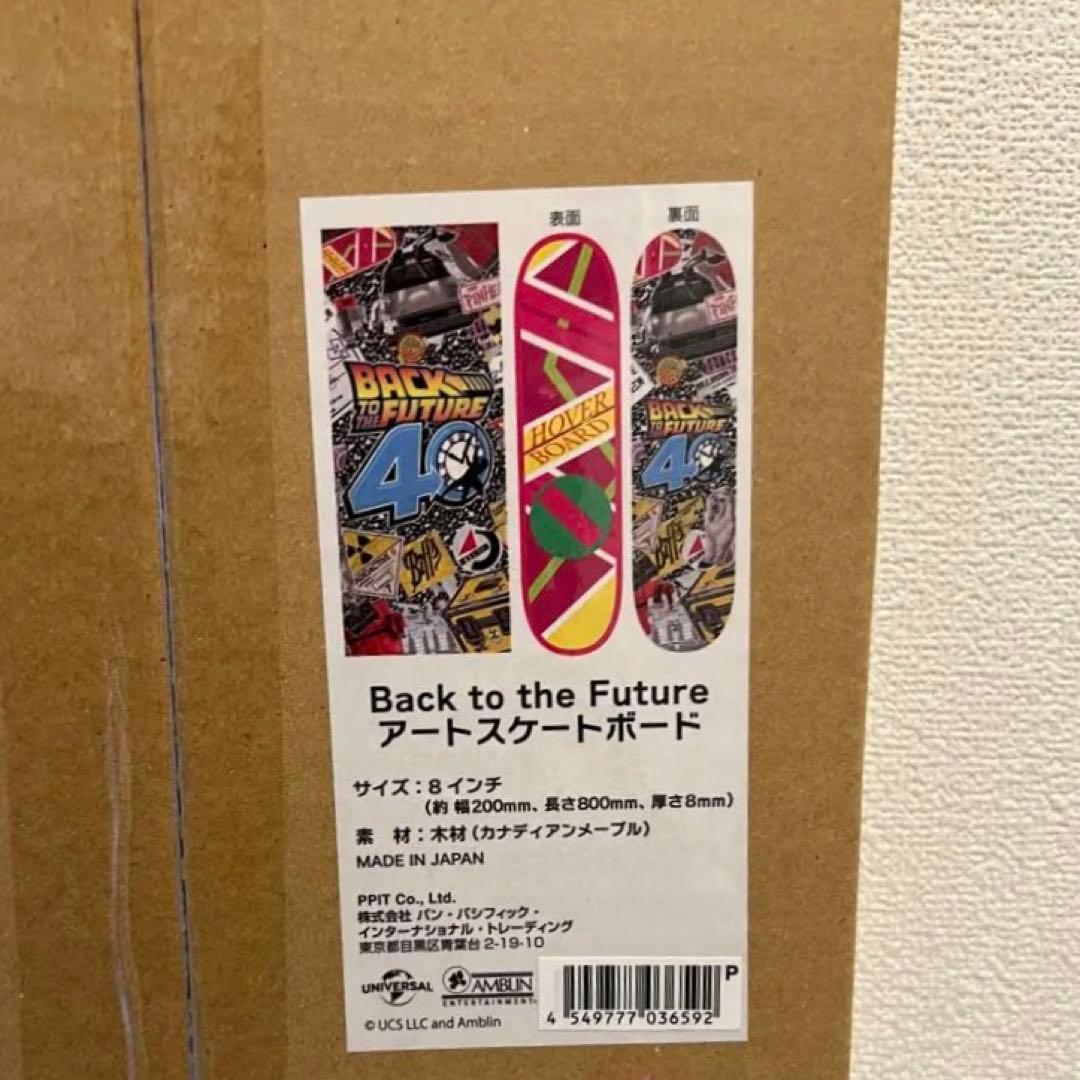 表面
裏面
BACK
TO THE FUTURE
40
HOVER
BOARD
BACK
TO THE FUTURE
40
Back to the Future
アートスケートボード
サイズ：8 インチ
（約 幅200mm、長さ800mm、厚さ8mm）
素 材：木材（カナディアンメープル）
MADE IN JAPAN
PPIT Co., Ltd.
株式会社 パン・パシフィック・
インターナショナル・トレーディング
東京都目黒区青葉台 2-19-10
UNIVERSAL
AMBLIN
ENTERTAINMENT
© UCS LLC and Amblin
P
4 549777 036592